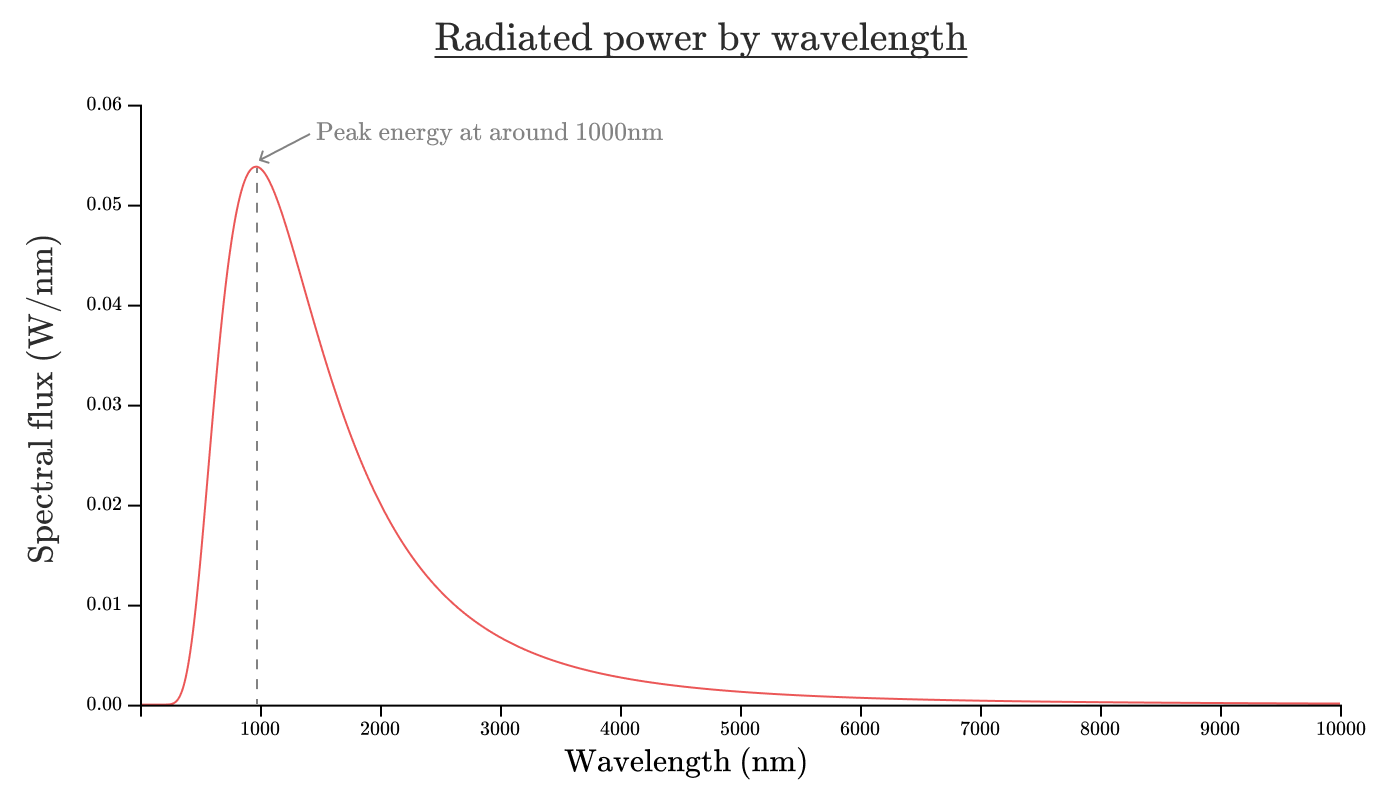 Radiated power by wavelength
Peak energy at around 1000nm
Spectral flux (W/nm)
0.06
0.05
0.04
0.03
0.02
0.01
0.00
1000 2000 3000 4000 5000 6000 7000 8000 9000 10000
Wavelength (nm)